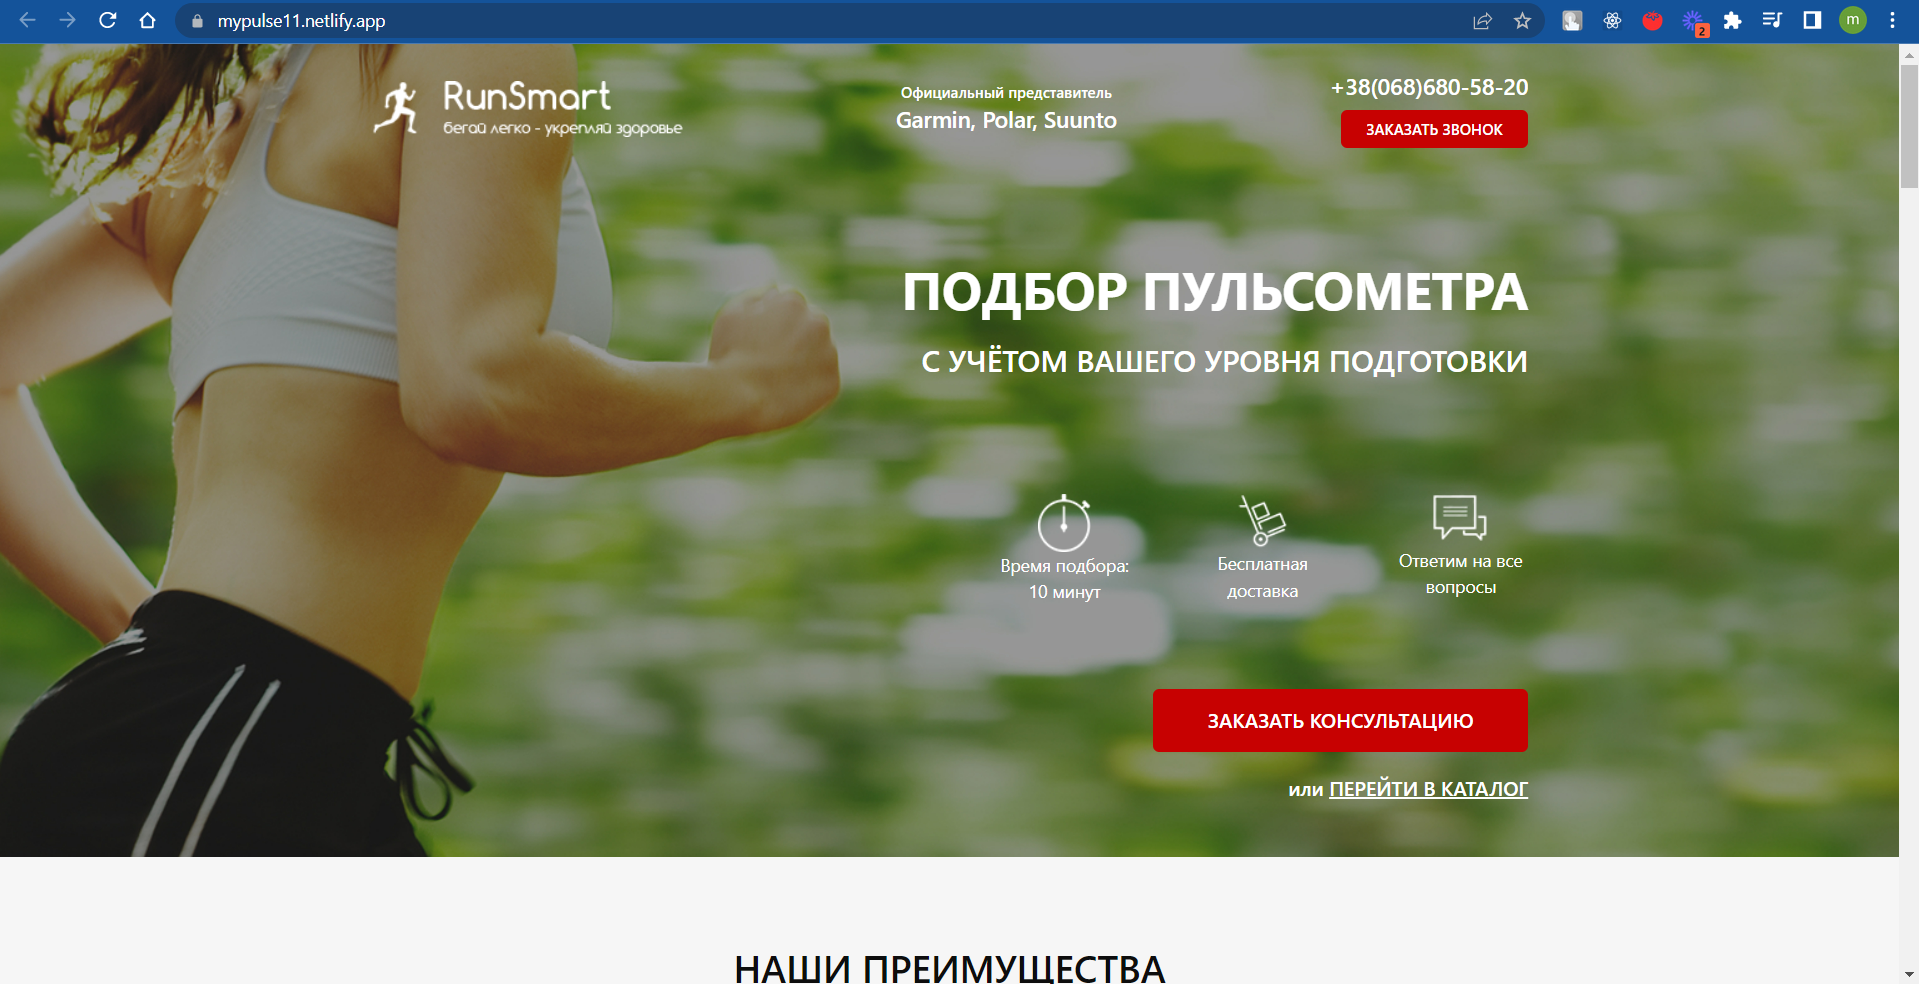 mypulse11.netlify.app
2
m
RunSmart
бегай легко - укрепляй здоровье
Официальный представитель
Garmin, Polar, Suunto
+38(068)680-58-20
ЗАКАЗАТЬ ЗВОНОК
ПОДБОР ПУЛЬСОМЕТРА
С УЧЁТОМ ВАШЕГО УРОВНЯ ПОДГОТОВКИ
Время подбора:
10 минут
Бесплатная
доставка
Ответим на все
вопросы
ЗАКАЗАТЬ КОНСУЛЬТАЦИЮ
или ПЕРЕЙТИ В КАТАЛОГ
НАШИ ПРЕИМУЩЕСТВА